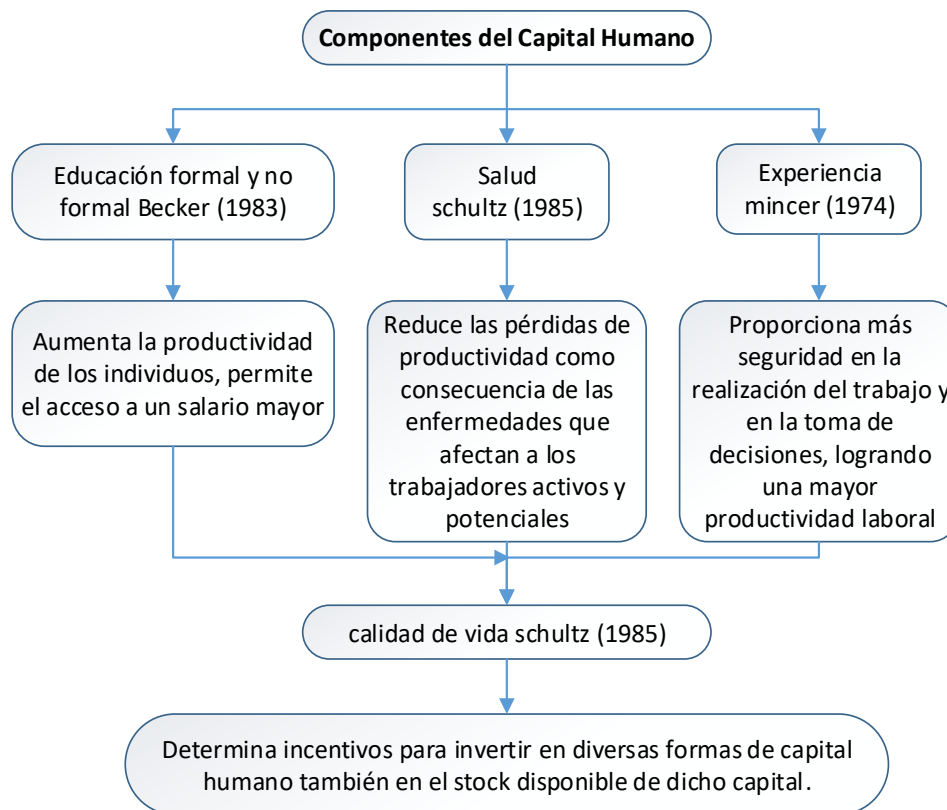 Componentes del Capital Humano
Educación formal y no
formal Becker (1983)
Salud
schultz (1985)
Experiencia
mincer (1974)
Aumenta la productividad
de los individuos, permite
el acceso a un salario mayor
Reduce las pérdidas de
productividad como
consecuencia de las
enfermedades que
afectan a los
trabajadores activos y
potenciales
Proporciona más
seguridad en la
realización del trabajo y
en la toma de
decisiones, logrando
una mayor
productividad laboral
calidad de vida schultz (1985)
Determina incentivos para invertir en diversas formas de capital
humano también en el stock disponible de dicho capital.